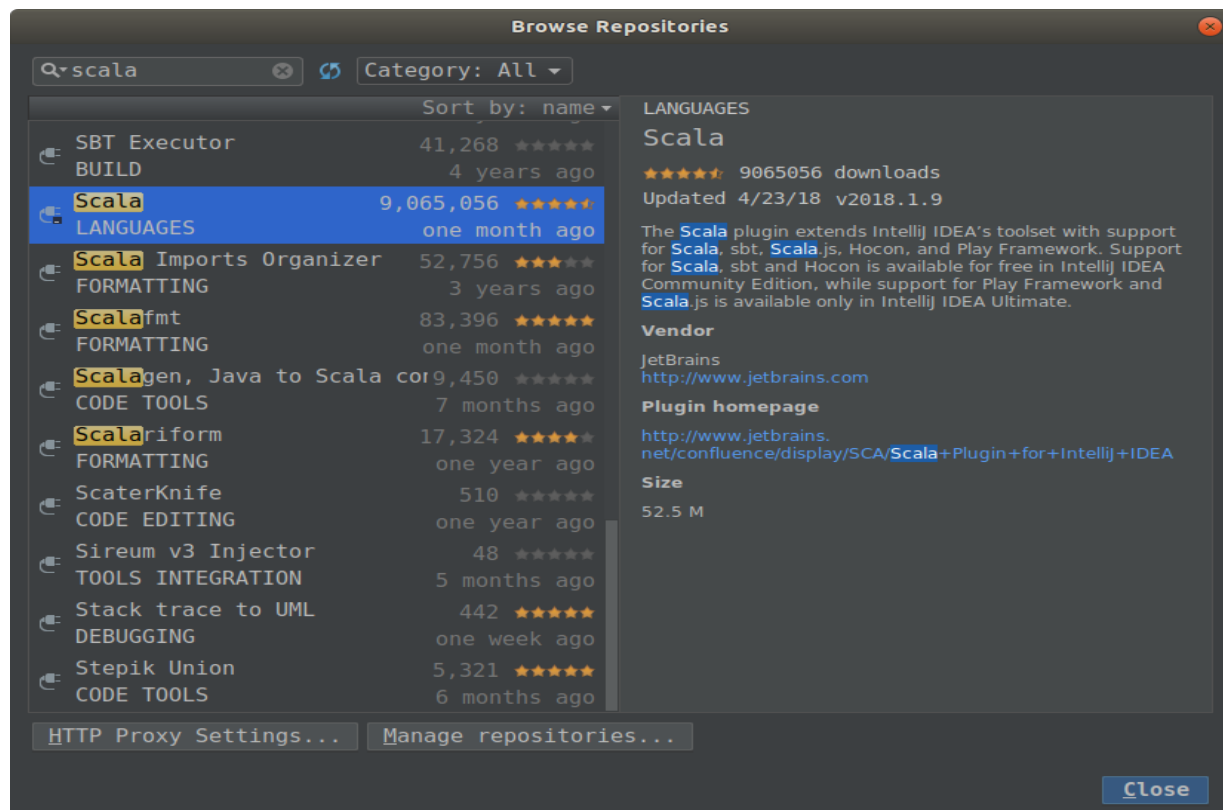 Browse Repositories
scala
Category: All
Sort by: name
SBT Executor 41,268
BUILD 4 years ago
Scala 9,065,056
LANGUAGES one month ago
Scala Imports Organizer 52,756
FORMATTING 3 years ago
Scalafmt 83,396
FORMATTING one month ago
Scalagen, Java to Scala con 9,450
CODE TOOLS 7 months ago
Scalariform 17,324
FORMATTING one year ago
ScaterKnife 510
CODE EDITING one year ago
Sireum v3 Injector 48
TOOLS INTEGRATION 5 months ago
Stack trace to UML 442
DEBUGGING one week ago
Stepik Union 5,321
CODE TOOLS 6 months ago
LANGUAGES
Scala
9065056 downloads
Updated 4/23/18 v2018.1.9
The Scala plugin extends IntelliJ IDEA's toolset with support
for Scala, sbt, Scala.js, Hocon, and Play Framework. Support
for Scala, sbt and Hocon is available for free in IntelliJ IDEA
Community Edition, while support for Play Framework and
Scala.js is available only in IntelliJ IDEA Ultimate.
Vendor
JetBrains
http://www.jetbrains.com
Plugin homepage
http://www.jetbrains.
net/confluence/display/SCA/Scala+Plugin+for+IntelliJ+IDEA
Size
52.5 M
HTTP Proxy Settings... Manage repositories...
Close